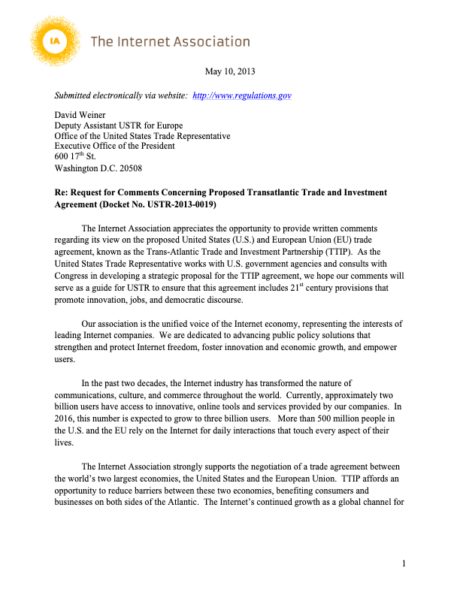 IA The Internet Association
May 10, 2013
Submitted electronically via website: http://www.regulations.gov
David Weiner
Deputy Assistant USTR for Europe
Office of the United States Trade Representative
Executive Office of the President
600 17th St.
Washington D.C. 20508
Re: Request for Comments Concerning Proposed Transatlantic Trade and Investment
Agreement (Docket No. USTR-2013-0019)
The Internet Association appreciates the opportunity to provide written comments
regarding its view on the proposed United States (U.S.) and European Union (EU) trade
agreement, known as the Trans-Atlantic Trade and Investment Partnership (TTIP). As the
United States Trade Representative works with U.S. government agencies and consults with
Congress in developing a strategic proposal for the TTIP agreement, we hope our comments will
serve as a guide for USTR to ensure that this agreement includes 21st century provisions that
promote innovation, jobs, and democratic discourse.
Our association is the unified voice of the Internet economy, representing the interests of
leading Internet companies. We are dedicated to advancing public policy solutions that
strengthen and protect Internet freedom, foster innovation and economic growth, and empower
users.
In the past two decades, the Internet industry has transformed the nature of
communications, culture, and commerce throughout the world. Currently, approximately two
billion users have access to innovative, online tools and services provided by our companies. In
2016, this number is expected to grow to three billion users. More than 500 million people in
the U.S. and the EU rely on the Internet for daily interactions that touch every aspect of their
lives.
The Internet Association strongly supports the negotiation of a trade agreement between
the world's two largest economies, the United States and the European Union. TTIP affords an
opportunity to reduce barriers between these two economies, benefiting consumers and
businesses on both sides of the Atlantic. The Internet's continued growth as a global channel for
1